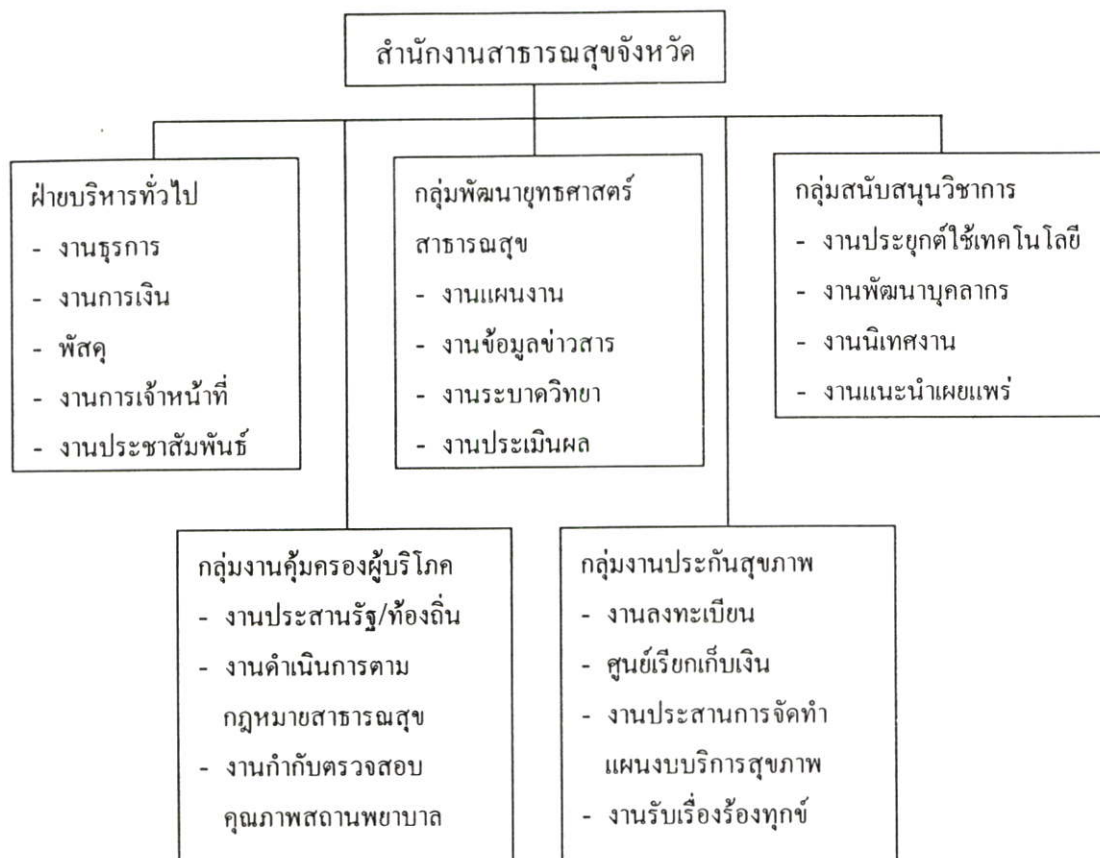 สำนักงานสาธารณสุขจังหวัด
ฝ่ายบริหารทั่วไป
- งานธุรการ
- งานการเงิน
- พัสดุ
- งานการเจ้าหน้าที่
- งานประชาสัมพันธ์
กลุ่มพัฒนายุทธศาสตร์
สาธารณสุข
- งานแผนงาน
- งานข้อมูลข่าวสาร
- งานระบาดวิทยา
- งานประเมินผล
กลุ่มสนับสนุนวิชาการ
- งานประยุกต์ใช้เทคโนโลยี
- งานพัฒนาบุคลากร
- งานนิเทศงาน
- งานแนะนำเผยแพร่
กลุ่มงานคุ้มครองผู้บริโภค
- งานประสานรัฐ/ท้องถิ่น
- งานดำเนินการตาม
กฎหมายสาธารณสุข
- งานกำกับตรวจสอบ
คุณภาพสถานพยาบาล
กลุ่มงานประกันสุขภาพ
- งานลงทะเบียน
- ศูนย์เรียกเก็บเงิน
- งานประสานการจัดทำ
แผนงบบริการสุขภาพ
- งานรับเรื่องร้องทุกข์